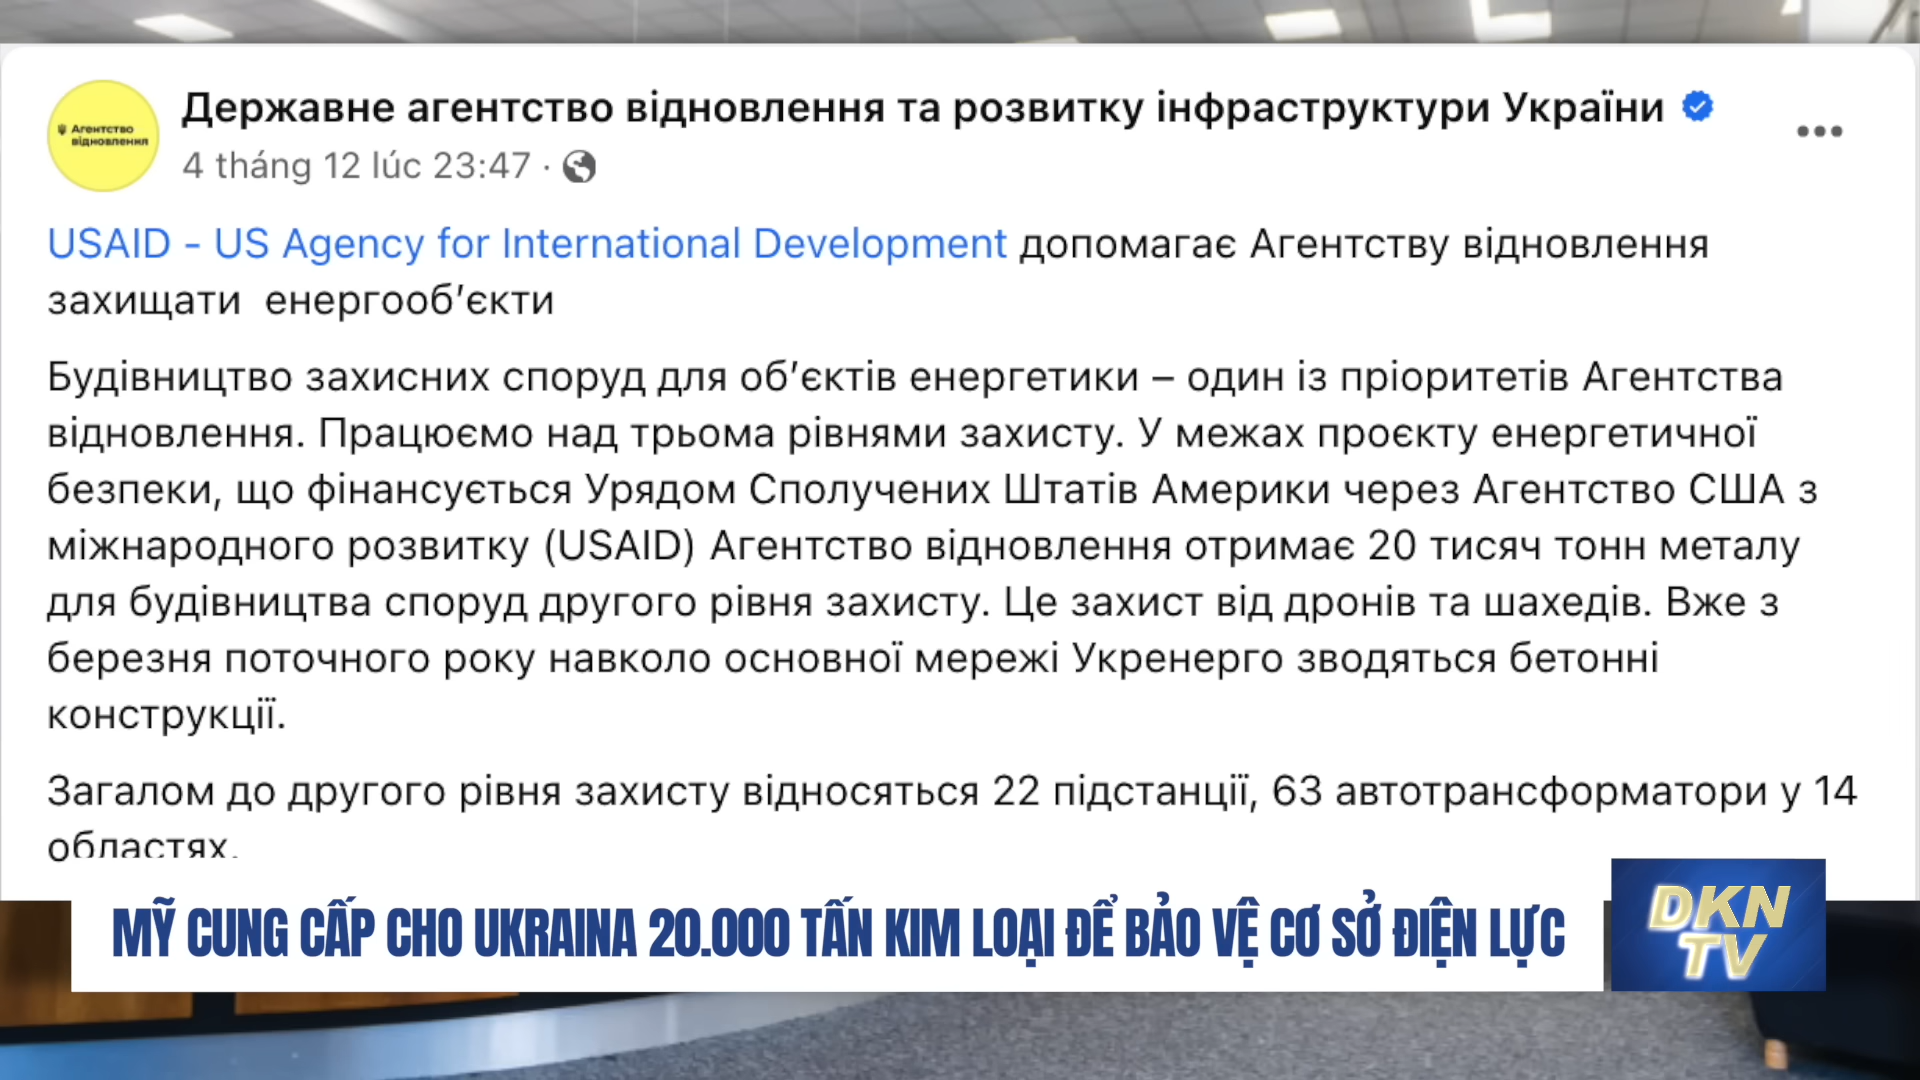 Агентство
відновлення
Державне агентство відновлення та розвитку інфраструктури України
4 tháng 12 lúc 23:47 ·
USAID - US Agency for International Development допомагає Агентству відновлення
захищати енергооб’єкти
Будівництво захисних споруд для об’єктів енергетики – один із пріоритетів Агентства
відновлення. Працюємо над трьома рівнями захисту. У межах проєкту енергетичної
безпеки, що фінансується Урядом Сполучених Штатів Америки через Агентство США з
міжнародного розвитку (USAID) Агентство відновлення отримає 20 тисяч тонн металу
для будівництва споруд другого рівня захисту. Це захист від дронів та шахедів. Вже з
березня поточного року навколо основної мережі Укренерго зводяться бетонні
конструкції.
Загалом до другого рівня захисту відносяться 22 підстанції, 63 автотрансформатори у 14
областях.
MỸ CUNG CẤP CHO UKRAINA 20.000 TẤN KIM LOẠI ĐỂ BẢO VỆ CƠ SỞ ĐIỆN LỰC
DKN
TV